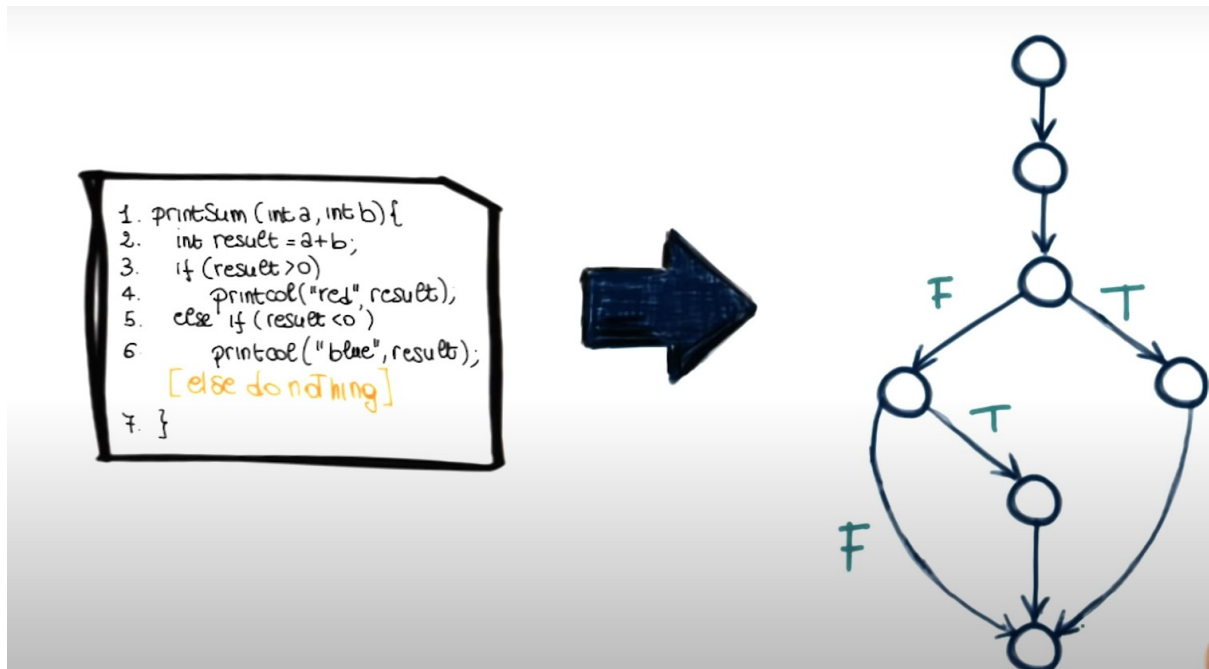 1. printSum (int a, int b) {
2. int result = a+b;
3. if (result >0)
4. printcol("red", result);
5. else if (result <0)
6. printcol ("blue", result);
[else do nothing]
7. }
F
T
T
F